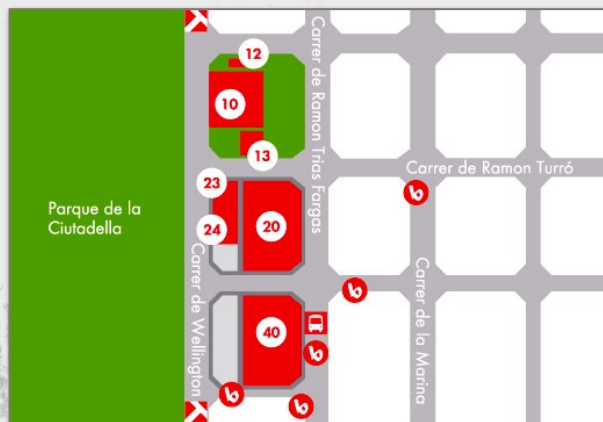 12
10
13
Carrer de Ramon Trias Fargas
Carrer de Ramon Turró
23
24
20
Parque de la
Ciutadella
Carrer de Wellington
Carrer de la Marina
40
b
b
b
b
b